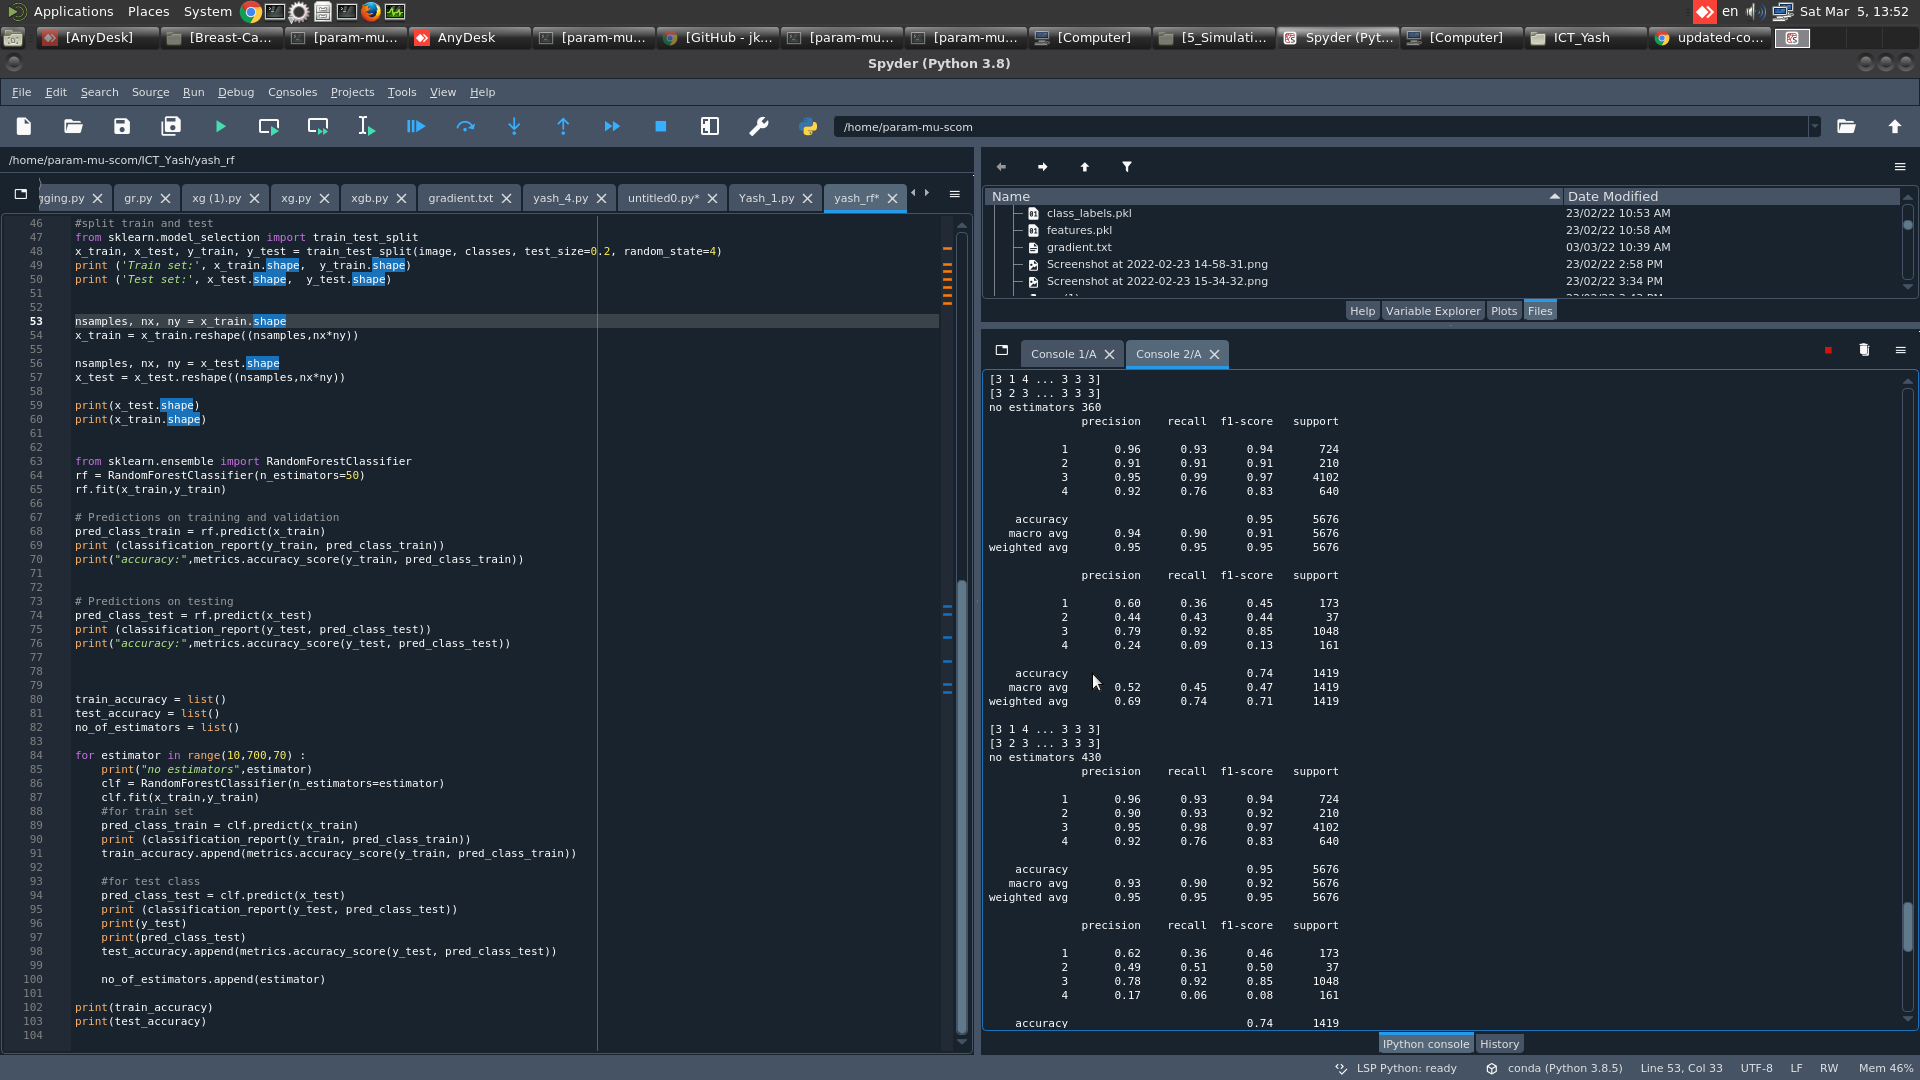 Applications Places System en Sat Mar 5, 13:52
[AnyDesk] [Breast-Ca... [param-mu... AnyDesk [param-mu... [GitHub - jk... [param-mu... [param-mu... [Computer] [5_Simulati... Spyder (Pyt... [Computer] ICT_Yash updated-co...
Spyder (Python 3.8)
File Edit Search Source Run Debug Consoles Projects Tools View Help
/home/param-mu-scom
/home/param-mu-scom/ICT_Yash/yash_rf
gging.py gr.py xg (1).py xg.py xgb.py gradient.txt yash_4.py untitled0.py* Yash_1.py yash_rf*
46 #split train and test
47 from sklearn.model_selection import train_test_split
48 x_train, x_test, y_train, y_test = train_test_split(image, classes, test_size=0.2, random_state=4)
49 print ('Train set:', x_train.shape, y_train.shape)
50 print ('Test set:', x_test.shape, y_test.shape)
51
52
53 nsamples, nx, ny = x_train.shape
54 x_train = x_train.reshape((nsamples,nx*ny))
55
56 nsamples, nx, ny = x_test.shape
57 x_test = x_test.reshape((nsamples,nx*ny))
58
59 print(x_test.shape)
60 print(x_train.shape)
61
62
63 from sklearn.ensemble import RandomForestClassifier
64 rf = RandomForestClassifier(n_estimators=50)
65 rf.fit(x_train,y_train)
66
67 # Predictions on training and validation
68 pred_class_train = rf.predict(x_train)
69 print (classification_report(y_train, pred_class_train))
70 print("accuracy:",metrics.accuracy_score(y_train, pred_class_train))
71
72
73 # Predictions on testing
74 pred_class_test = rf.predict(x_test)
75 print (classification_report(y_test, pred_class_test))
76 print("accuracy:",metrics.accuracy_score(y_test, pred_class_test))
77
78
79
80 train_accuracy = list()
81 test_accuracy = list()
82 no_of_estimators = list()
83
84 for estimator in range(10,700,70) :
85 print("no estimators",estimator)
86 clf = RandomForestClassifier(n_estimators=estimator)
87 clf.fit(x_train,y_train)
88 #for train set
89 pred_class_train = clf.predict(x_train)
90 print (classification_report(y_train, pred_class_train))
91 train_accuracy.append(metrics.accuracy_score(y_train, pred_class_train))
92
93 #for test class
94 pred_class_test = clf.predict(x_test)
95 print (classification_report(y_test, pred_class_test))
96 print(y_test)
97 print(pred_class_test)
98 test_accuracy.append(metrics.accuracy_score(y_test, pred_class_test))
99
100 no_of_estimators.append(estimator)
101
102 print(train_accuracy)
103 print(test_accuracy)
104
Name Date Modified
class_labels.pkl 23/02/22 10:53 AM
features.pkl 23/02/22 10:58 AM
gradient.txt 03/03/22 10:39 AM
Screenshot at 2022-02-23 14-58-31.png 23/02/22 2:58 PM
Screenshot at 2022-02-23 15-34-32.png 23/02/22 3:34 PM
Help Variable Explorer Plots Files
Console 1/A Console 2/A
[3 1 4 ... 3 3 3]
[3 2 3 ... 3 3 3]
no estimators 360
precision recall f1-score support
1 0.96 0.93 0.94 724
2 0.91 0.91 0.91 210
3 0.95 0.99 0.97 4102
4 0.92 0.76 0.83 640
accuracy 0.95 5676
macro avg 0.94 0.90 0.91 5676
weighted avg 0.95 0.95 0.95 5676
precision recall f1-score support
1 0.60 0.36 0.45 173
2 0.44 0.43 0.44 37
3 0.79 0.92 0.85 1048
4 0.24 0.09 0.13 161
accuracy 0.74 1419
macro avg 0.52 0.45 0.47 1419
weighted avg 0.69 0.74 0.71 1419
[3 1 4 ... 3 3 3]
[3 2 3 ... 3 3 3]
no estimators 430
precision recall f1-score support
1 0.96 0.93 0.94 724
2 0.90 0.93 0.92 210
3 0.95 0.98 0.97 4102
4 0.92 0.76 0.83 640
accuracy 0.95 5676
macro avg 0.93 0.90 0.92 5676
weighted avg 0.95 0.95 0.95 5676
precision recall f1-score support
1 0.62 0.36 0.46 173
2 0.49 0.51 0.50 37
3 0.78 0.92 0.85 1048
4 0.17 0.06 0.08 161
accuracy 0.74 1419
IPython console History
LSP Python: ready conda (Python 3.8.5) Line 53, Col 33 UTF-8 LF RW Mem 46%